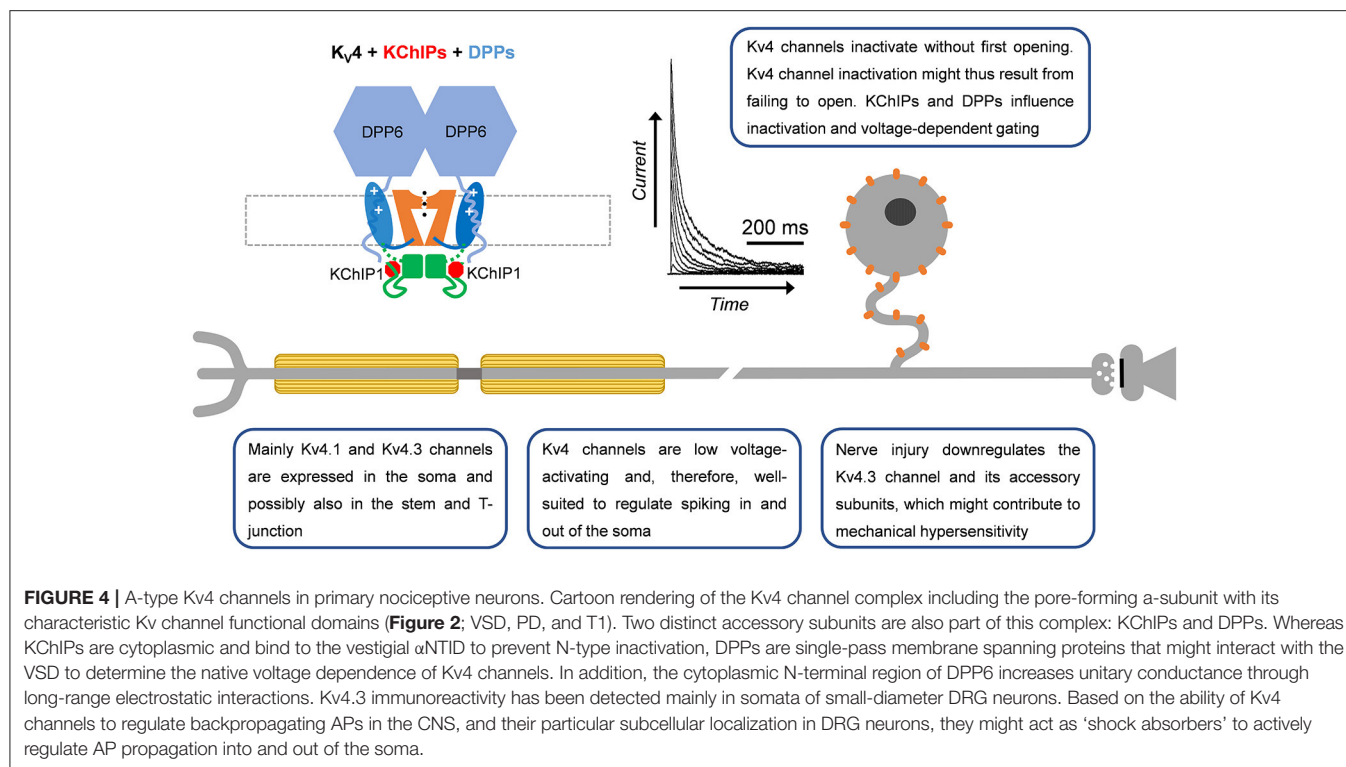 Kv4 + KChIPs + DPPs
DPP6
DPP6
KChIP1
KChIP1
Current
200 ms
Time
Kv4 channels inactivate without first opening.
Kv4 channel inactivation might thus result from
failing to open. KChIPs and DPPs influence
inactivation and voltage-dependent gating
Mainly Kv4.1 and Kv4.3 channels
are expressed in the soma and
possibly also in the stem and T-
junction
Kv4 channels are low voltage-
activating and, therefore, well-
suited to regulate spiking in and
out of the soma
Nerve injury downregulates the
Kv4.3 channel and its accessory
subunits, which might contribute to
mechanical hypersensitivity
FIGURE 4 | A-type Kv4 channels in primary nociceptive neurons. Cartoon rendering of the Kv4 channel complex including the pore-forming a-subunit with its
characteristic Kv channel functional domains (Figure 2; VSD, PD, and T1). Two distinct accessory subunits are also part of this complex: KChIPs and DPPs. Whereas
KChIPs are cytoplasmic and bind to the vestigial αNTID to prevent N-type inactivation, DPPs are single-pass membrane spanning proteins that might interact with the
VSD to determine the native voltage dependence of Kv4 channels. In addition, the cytoplasmic N-terminal region of DPP6 increases unitary conductance through
long-range electrostatic interactions. Kv4.3 immunoreactivity has been detected mainly in somata of small-diameter DRG neurons. Based on the ability of Kv4
channels to regulate backpropagating APs in the CNS, and their particular subcellular localization in DRG neurons, they might act as ‘shock absorbers’ to actively
regulate AP propagation into and out of the soma.